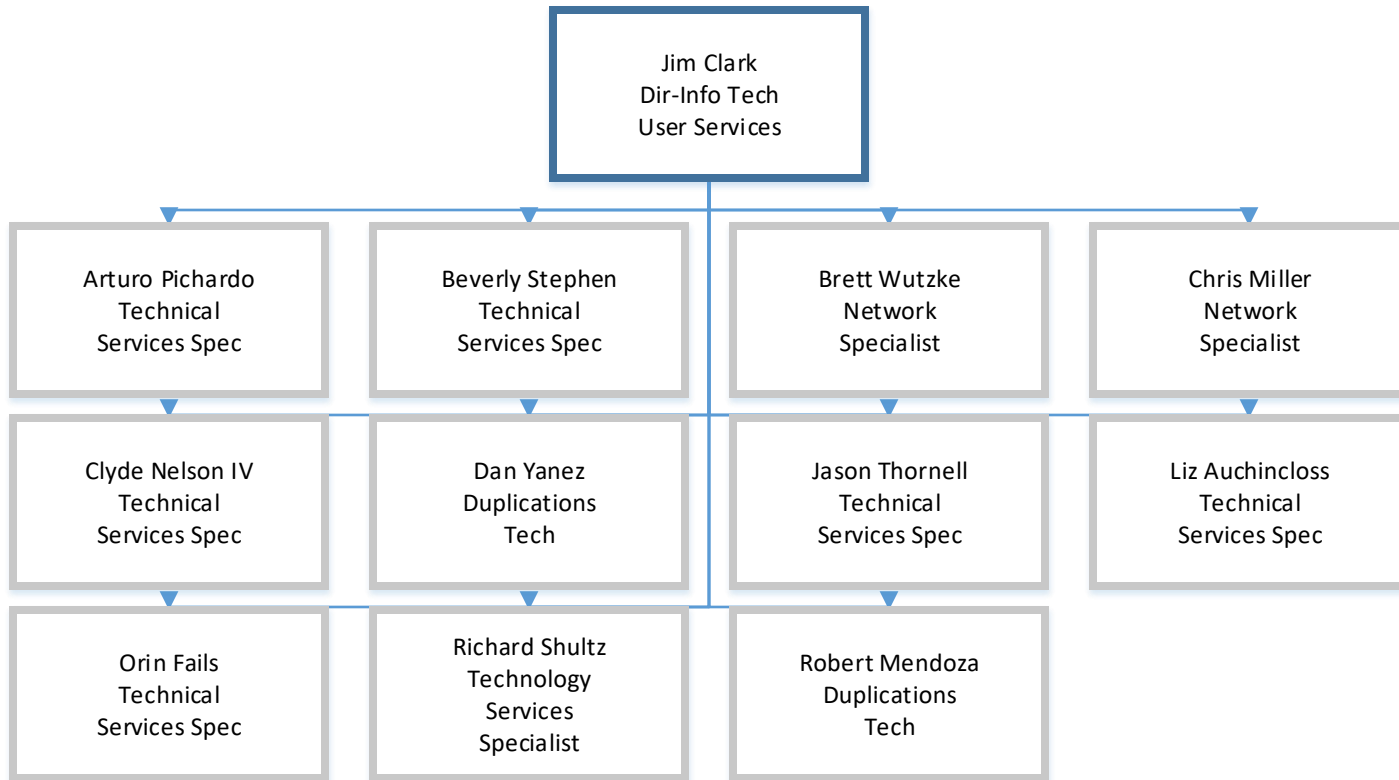 Jim Clark
Dir-Info Tech
User Services
Arturo Pichardo
Technical
Services Spec
Beverly Stephen
Technical
Services Spec
Brett Wutzke
Network
Specialist
Chris Miller
Network
Specialist
Clyde Nelson IV
Technical
Services Spec
Dan Yanez
Duplications
Tech
Jason Thornell
Technical
Services Spec
Liz Auchincloss
Technical
Services Spec
Orin Fails
Technical
Services Spec
Richard Shultz
Technology
Services
Specialist
Robert Mendoza
Duplications
Tech